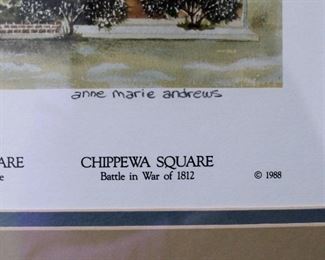 anne marie andrews
ARE CHIPPEWA SQUARE
e Battle in War of 1812 © 1988